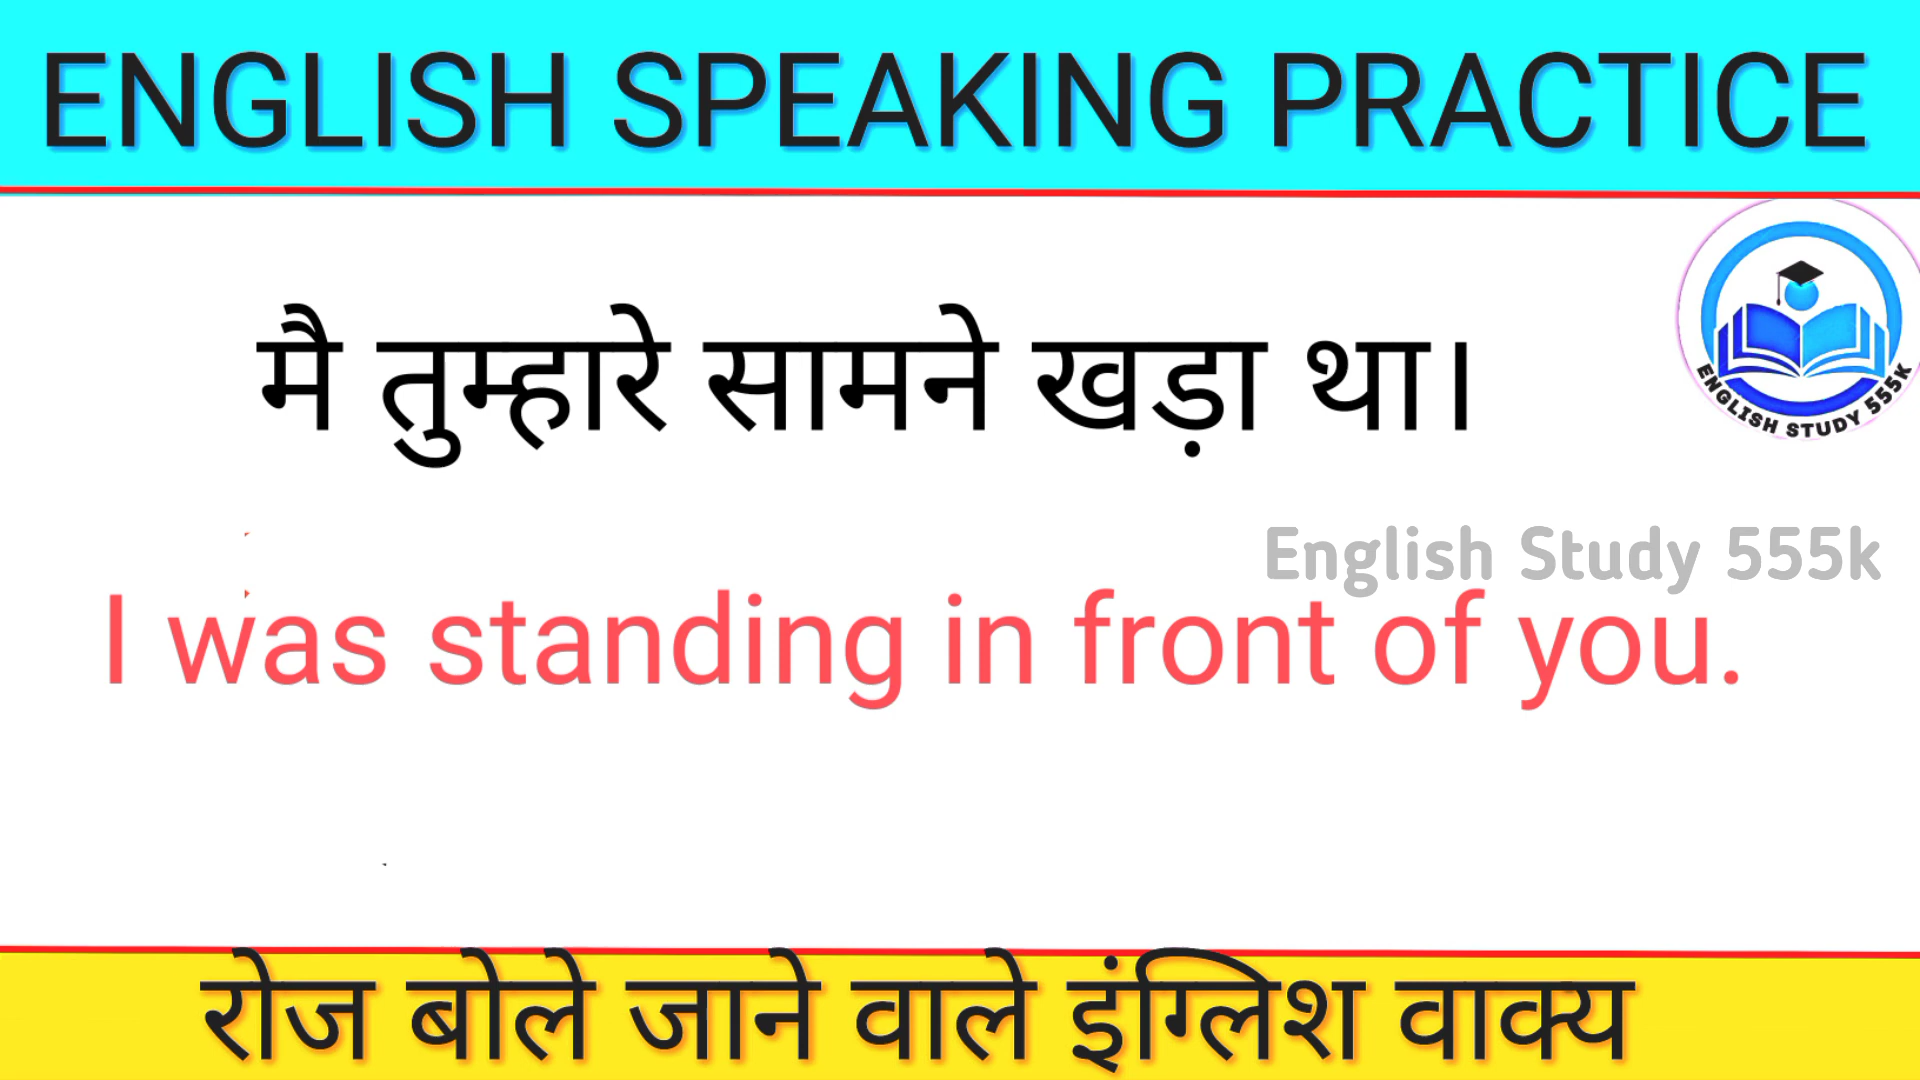 ENGLISH SPEAKING PRACTICE
मै तुम्हारे सामने खड़ा था।
ENGLISH STUDY 555K
English Study 555k
I was standing in front of you.
रोज बोले जाने वाले इंग्लिश वाक्य